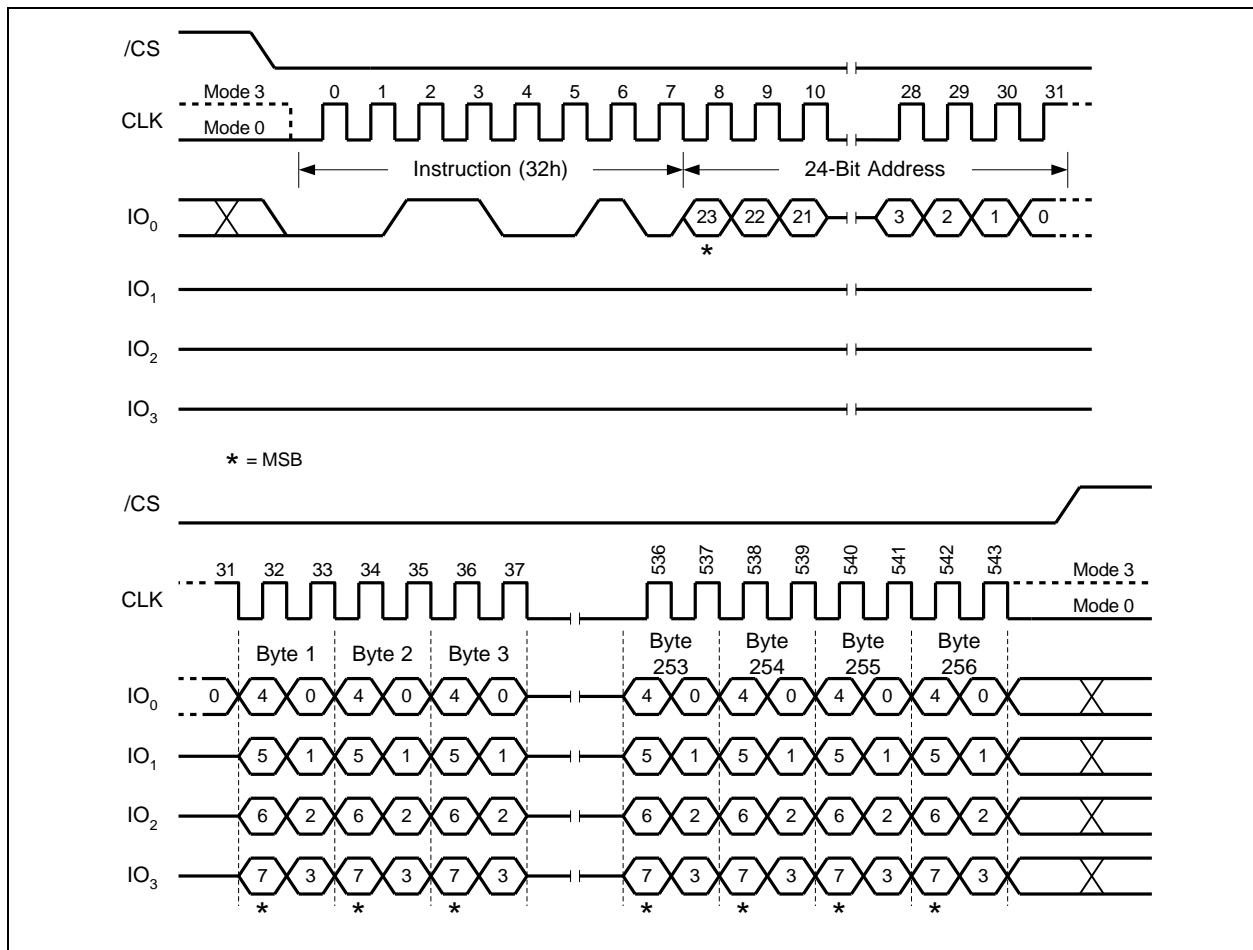 /CS
Mode 3 0 1 2 3 4 5 6 7 8 9 10 28 29 30 31
CLK
Mode 0
Instruction (32h) 24-Bit Address
IO0 23 22 21 3 2 1 0
*
IO1
IO2
IO3
* = MSB
/CS
31 32 33 34 35 36 37 536 537 538 539 540 541 542 543 Mode 3
CLK
Mode 0
Byte 1 Byte 2 Byte 3 Byte 253 Byte 254 Byte 255 Byte 256
IO0 0 4 0 4 0 4 0 4 0 4 0 4 0 4 0
IO1 5 1 5 1 5 1 5 1 5 1 5 1 5 1
IO2 6 2 6 2 6 2 6 2 6 2 6 2 6 2
IO3 7 3 7 3 7 3 7 3 7 3 7 3 7 3
* * * * * * *